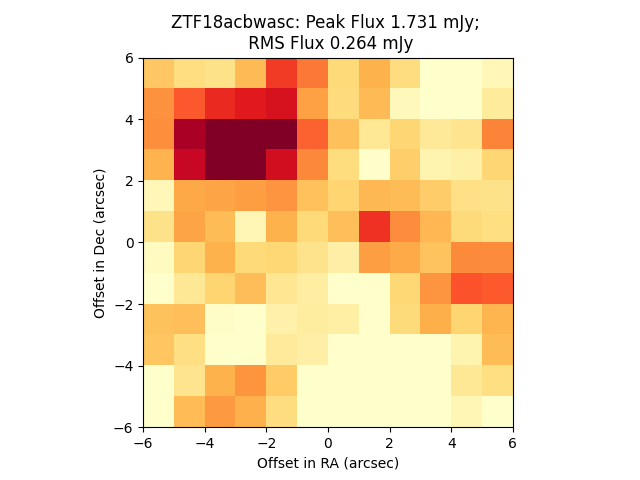 ZTF18acbwasc: Peak Flux 1.731 mJy;
RMS Flux 0.264 mJy
6
4
2
0
−2
−4
−6
Offset in Dec (arcsec)
−6 −4 −2 0 2 4 6
Offset in RA (arcsec)